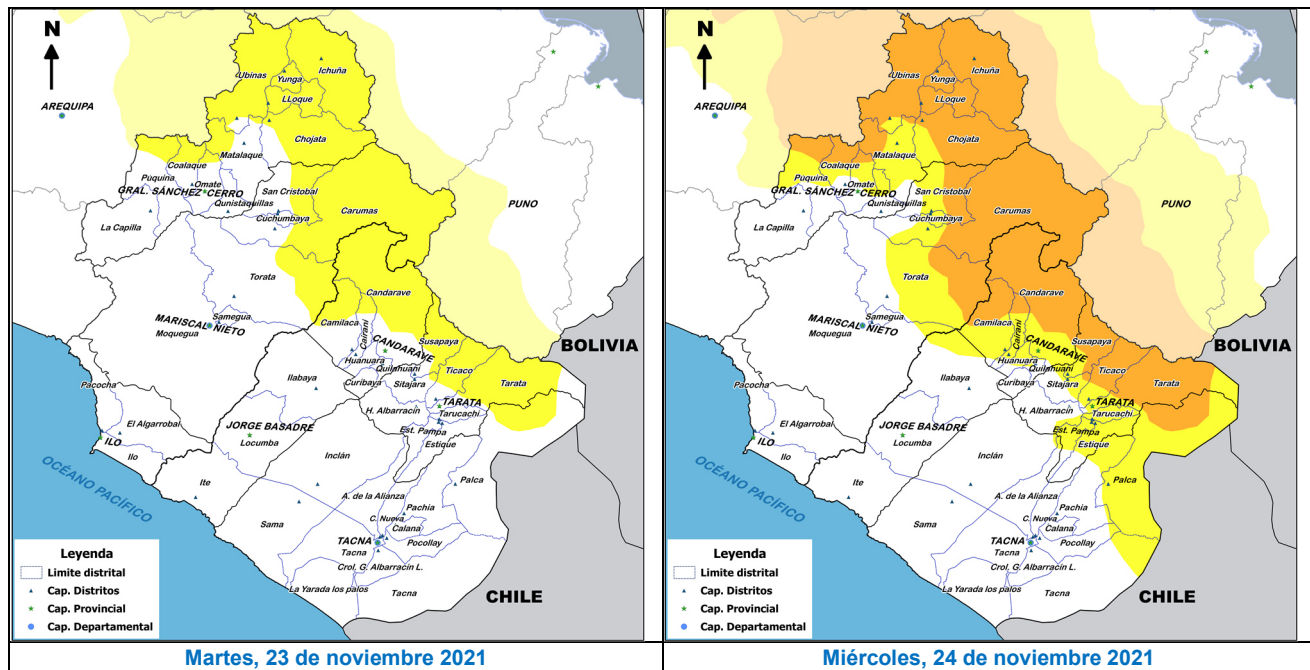 N
AREQUIPA
Ubinas
Yunga
Ichuña
LLoque
Chojata
Matalaque
Coalaque
Púquina
Omate
GRAL. SÁNCHEZ CERRO
San Cristobal
Qunistaquillas
Cuchumbaya
Carumas
La Capilla
PUNO
Torata
Candarave
Samegua
MARISCAL NIETO
Moquegua
Camilaca
Cairani
Susapaya
CANDARAVE
BOLIVIA
Huanuara
Quilahuani
Ticaco
Pacocha
Ilabaya
Curibaya
Sitajara
Tarata
TARATA
H. Albarracín
Tarucachi
El Algarrobal
JORGE BASADRE
Est. Pampa
ILO
Locumba
Estique
Ilo
Inclán
OCÉANO PACÍFICO
Ite
Palca
A. de la Alianza
Sama
Pachia
C. Nueva
Calana
TACNA
Pocollay
Tacna
Crol. G. Albarracín L.
La Yarada los palos
Tacna
CHILE
Leyenda
Limite distrital
Cap. Distritos
Cap. Provincial
Cap. Departamental
Martes, 23 de noviembre 2021
N
AREQUIPA
Ubinas
Yunga
Ichuña
LLoque
Chojata
Matalaque
Coalaque
Púquina
Omate
GRAL. SÁNCHEZ CERRO
San Cristobal
Qunistaquillas
Cuchumbaya
Carumas
La Capilla
PUNO
Torata
Candarave
Samegua
MARISCAL NIETO
Moquegua
Camilaca
Cairani
Susapaya
CANDARAVE
BOLIVIA
Huanuara
Quilahuani
Ticaco
Pacocha
Ilabaya
Curibaya
Sitajara
Tarata
TARATA
H. Albarracín
Tarucachi
El Algarrobal
JORGE BASADRE
Est. Pampa
ILO
Locumba
Estique
Ilo
Inclán
OCÉANO PACÍFICO
Ite
Palca
A. de la Alianza
Sama
Pachia
C. Nueva
Calana
TACNA
Pocollay
Tacna
Crol. G. Albarracín L.
La Yarada los palos
Tacna
CHILE
Leyenda
Limite distrital
Cap. Distritos
Cap. Provincial
Cap. Departamental
Miércoles, 24 de noviembre 2021